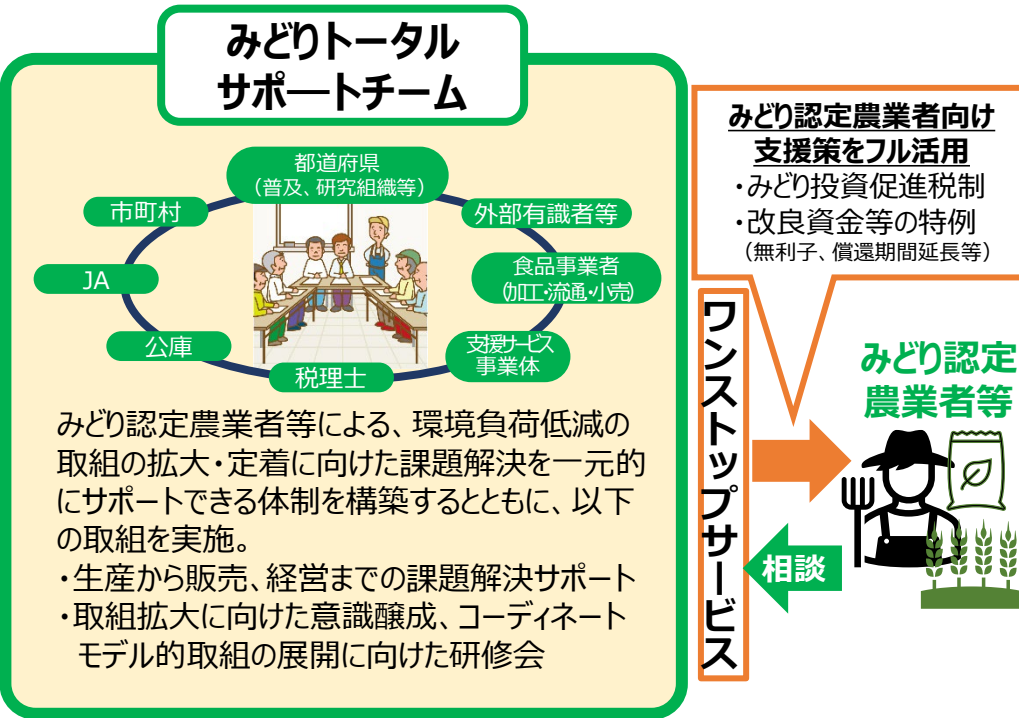 みどりトータル
サポートチーム
都道府県
（普及、研究組織等）
市町村
外部有識者等
JA
食品事業者
（加工・流通・小売）
公庫
支援サービス
事業体
税理士
みどり認定農業者等による、環境負荷低減の
取組の拡大・定着に向けた課題解決を一元的
にサポートできる体制を構築するとともに、以下
の取組を実施。
・生産から販売、経営までの課題解決サポート
・取組拡大に向けた意識醸成、コーディネート
モデル的取組の展開に向けた研修会
みどり認定農業者向け
支援策をフル活用
・みどり投資促進税制
・改良資金等の特例
（無利子、償還期間延長等）
ワンストップサービス
みどり認定
農業者等
相談